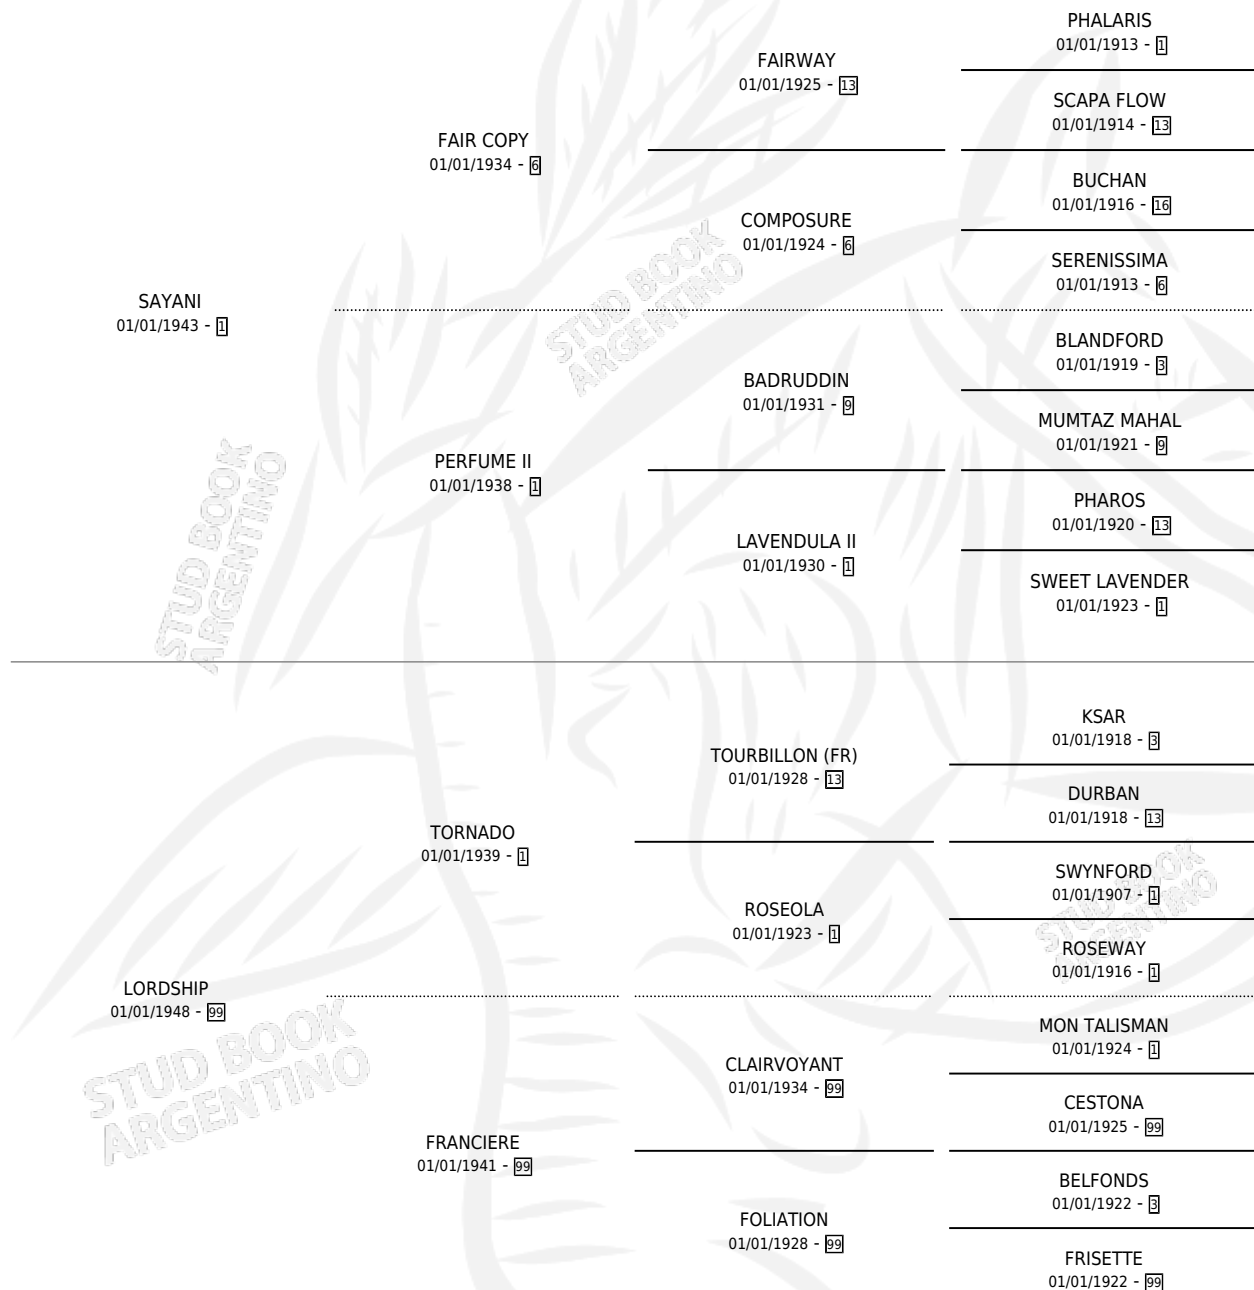 PHALARIS
01/01/1913 - 1
FAIRWAY
01/01/1925 - 13
SCAPA FLOW
01/01/1914 - 13
FAIR COPY
01/01/1934 - 6
BUCHAN
01/01/1916 - 16
COMPOSURE
01/01/1924 - 6
SERENISSIMA
01/01/1913 - 6
SAYANI
01/01/1943 - 1
STUD BOOK
ARGENTINO
BLANDFORD
01/01/1919 - 3
BADRUDDIN
01/01/1931 - 9
MUMTAZ MAHAL
01/01/1921 - 9
PERFUME II
01/01/1938 - 1
PHAROS
01/01/1920 - 13
LAVENDULA II
01/01/1930 - 1
SWEET LAVENDER
01/01/1923 - 1
STUD BOOK
ARGENTINO
KSAR
01/01/1918 - 3
TOURBILLON (FR)
01/01/1928 - 13
DURBAN
01/01/1918 - 13
TORNADO
01/01/1939 - 1
SWYNFORD
01/01/1907 - 1
ROSEOLA
01/01/1923 - 1
ROSEWAY
01/01/1916 - 1
STUD BOOK
ARGENTINO
LORDSHIP
01/01/1948 - 99
STUD BOOK
ARGENTINO
MON TALISMAN
01/01/1924 - 1
CLAIRVOYANT
01/01/1934 - 99
CESTONA
01/01/1925 - 99
FRANCIERE
01/01/1941 - 99
BELFONDS
01/01/1922 - 3
FOLIATION
01/01/1928 - 99
FRISETTE
01/01/1922 - 99